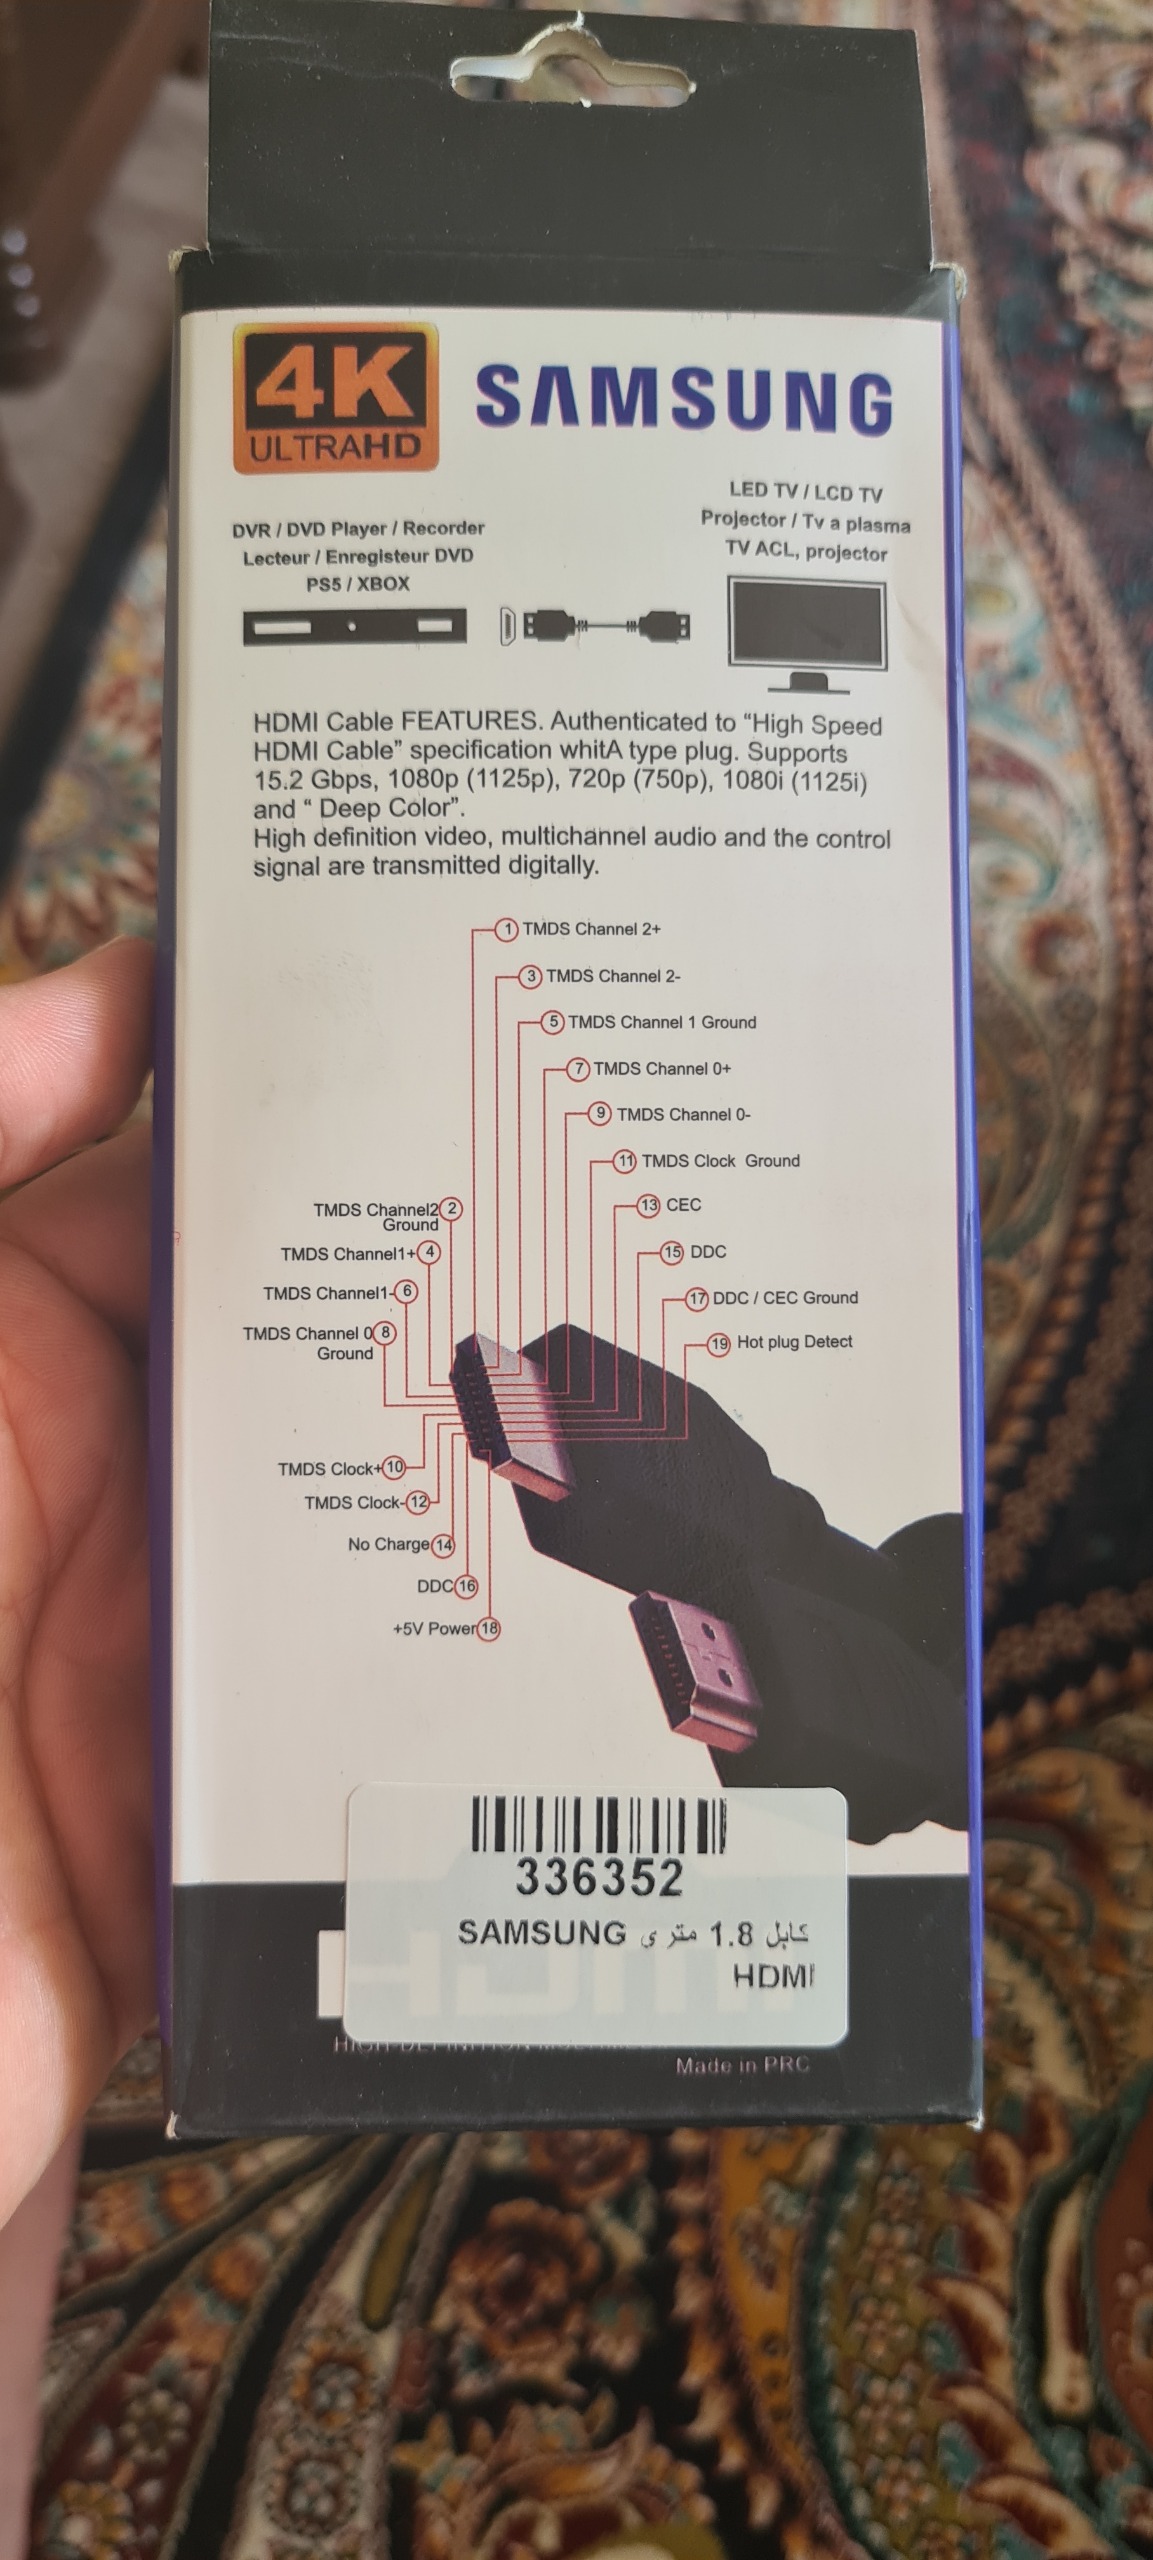 4K
ULTRAHD
SAMSUNG
DVR / DVD Player / Recorder
Lecteur / Enregisteur DVD
PS5 / XBOX
LED TV / LCD TV
Projector / Tv a plasma
TV ACL, projector
HDMI Cable FEATURES. Authenticated to “High Speed
HDMI Cable” specification whitA type plug. Supports
15.2 Gbps, 1080p (1125p), 720p (750p), 1080i (1125i)
and “ Deep Color”.
High definition video, multichannel audio and the control
signal are transmitted digitally.
1 TMDS Channel 2+
3 TMDS Channel 2-
5 TMDS Channel 1 Ground
7 TMDS Channel 0+
9 TMDS Channel 0-
11 TMDS Clock Ground
13 CEC
15 DDC
17 DDC / CEC Ground
19 Hot plug Detect
TMDS Channel2 2
Ground
TMDS Channel1+ 4
TMDS Channel1- 6
TMDS Channel 0 8
Ground
TMDS Clock+ 10
TMDS Clock- 12
No Charge 14
DDC 16
+5V Power 18
336352
کابل 1.8 متری SAMSUNG
HDMI
Made in PRC